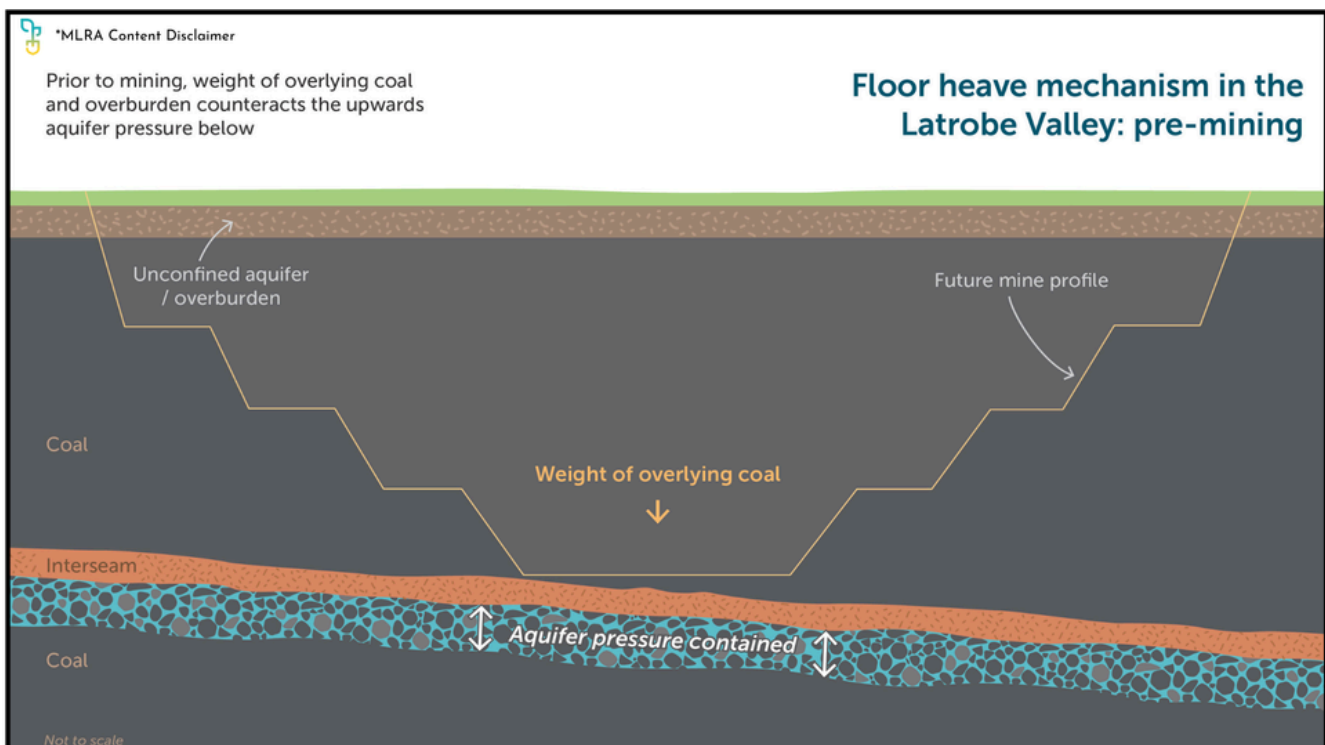 *MLRA Content Disclaimer
Prior to mining, weight of overlying coal
and overburden counteracts the upwards
aquifer pressure below
Floor heave mechanism in the
Latrobe Valley: pre-mining
Unconfined aquifer
/ overburden
Future mine profile
Coal
Weight of overlying coal
Interseam
Aquifer pressure contained
Coal
Not to scale